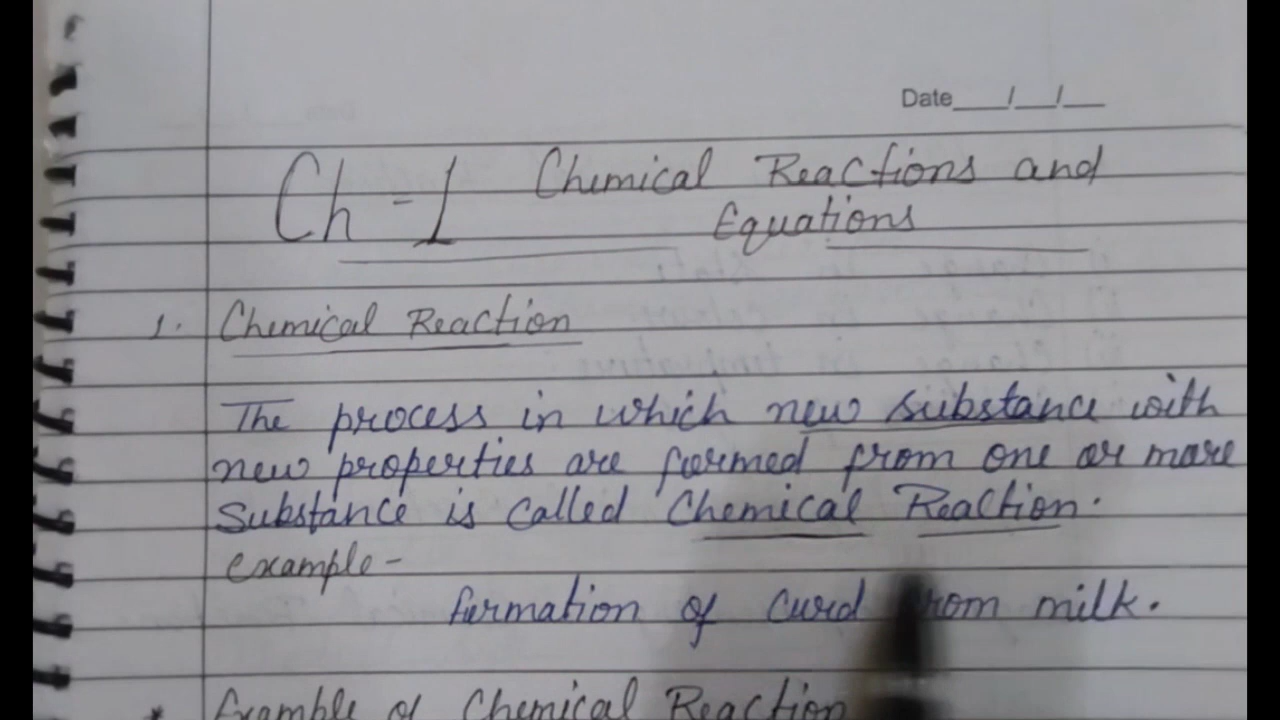 Date___/___/___
Ch-1 Chemical Reactions and
Equations
1. Chemical Reaction
The process in which new substance with
new properties are formed from one or more
Substance is called Chemical Reaction.
example-
formation of curd from milk.
* Example of Chemical Reaction